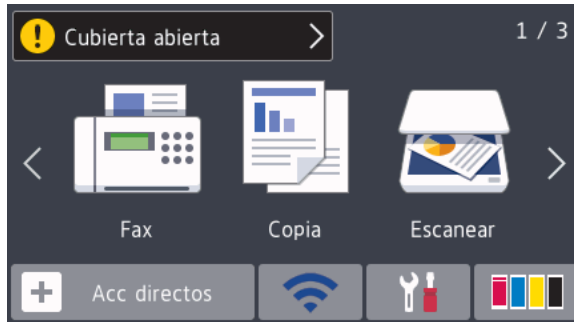 Cubierta abierta
1 / 3
Fax
Copia
Escanear
Acc directos